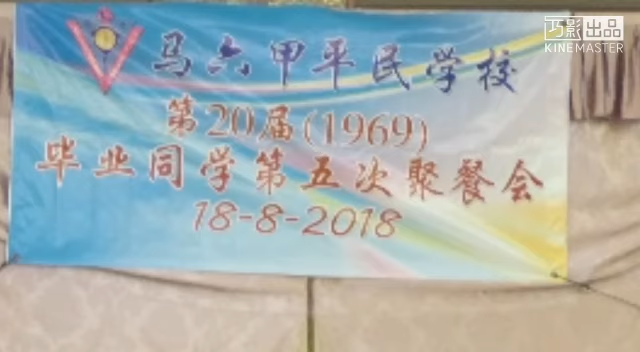 巧影出品
KINEMASTER
马六甲平民学校
第20届(1969)
毕业同学第五次聚餐会
18-8-2018